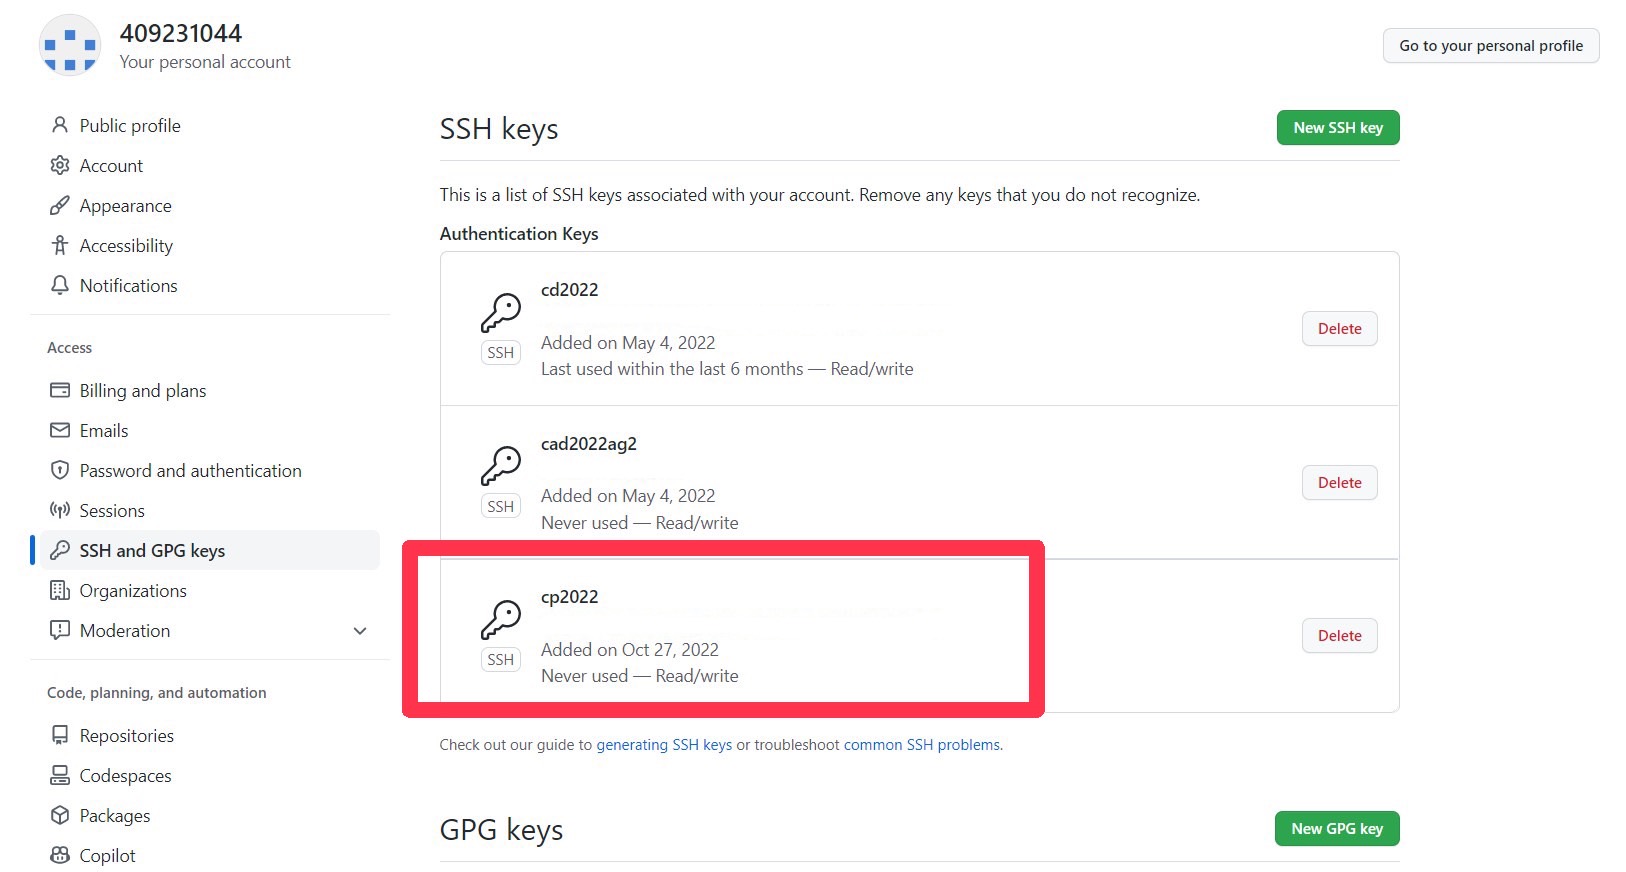 409231044
Your personal account
Go to your personal profile
Public profile
Account
Appearance
Accessibility
Notifications
Access
Billing and plans
Emails
Password and authentication
Sessions
SSH and GPG keys
Organizations
Moderation
Code, planning, and automation
Repositories
Codespaces
Packages
Copilot
SSH keys
New SSH key
This is a list of SSH keys associated with your account. Remove any keys that you do not recognize.
Authentication Keys
cd2022
SSH
Added on May 4, 2022
Last used within the last 6 months — Read/write
Delete
cad2022ag2
SSH
Added on May 4, 2022
Never used — Read/write
Delete
cp2022
SSH
Added on Oct 27, 2022
Never used — Read/write
Delete
Check out our guide to generating SSH keys or troubleshoot common SSH problems.
GPG keys
New GPG key